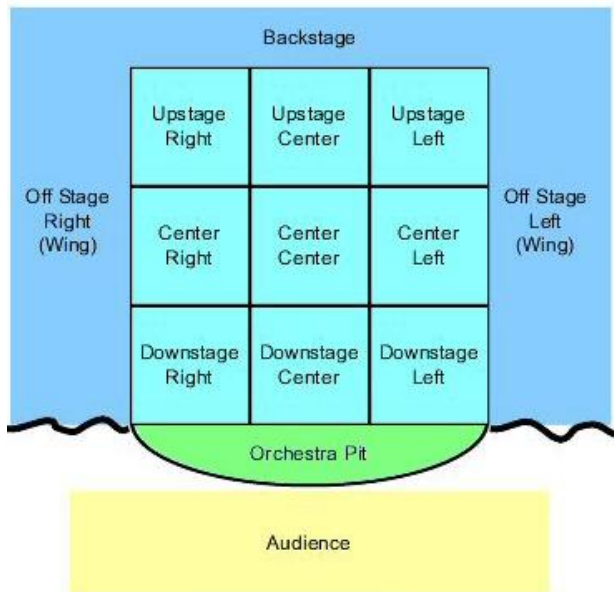 Backstage
Upstage
Right
Upstage
Center
Upstage
Left
Off Stage
Right
(Wing)
Center
Right
Center
Center
Center
Left
Off Stage
Left
(Wing)
Downstage
Right
Downstage
Center
Downstage
Left
Orchestra Pit
Audience